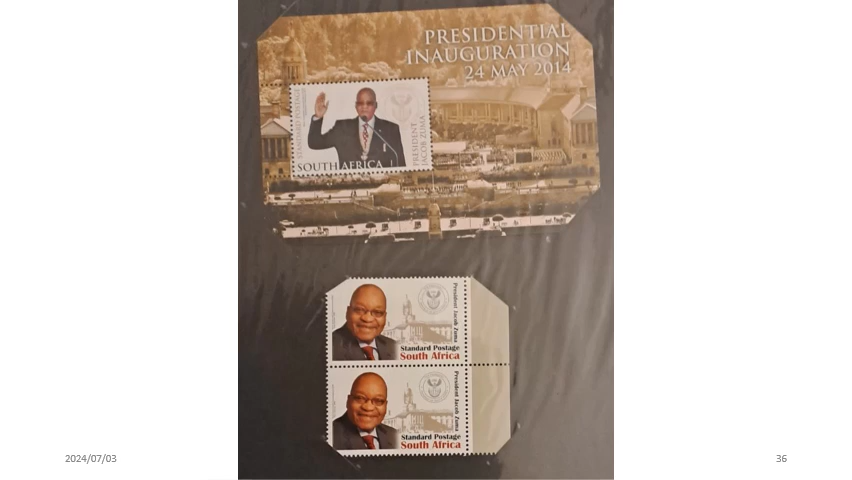 PRESIDENTIAL
INAUGURATION
24 MAY 2014
STANDARD POSTAGE
PRESIDENT
JACOB ZUMA
SOUTH AFRICA
President Jacob Zuma
Standard Postage
South Africa
President Jacob Zuma
Standard Postage
South Africa
2024/07/03
36